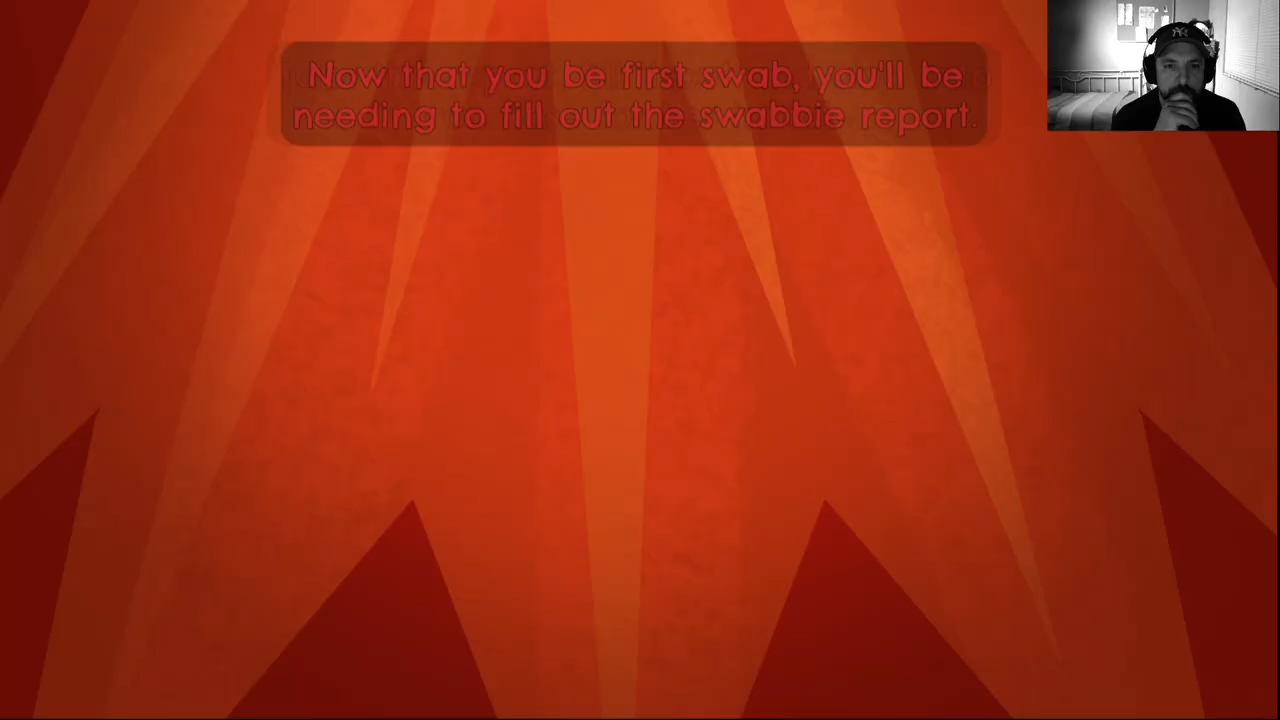 Now that you be first swab, you'll be
needing to fill out the swabbie report.